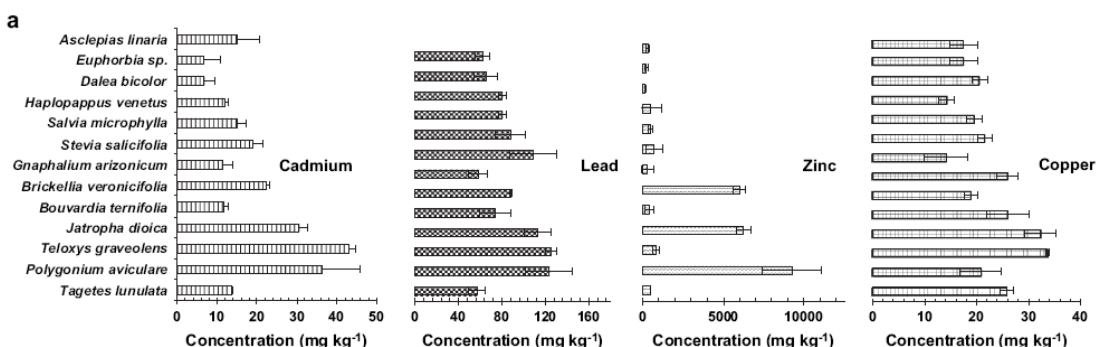 a
Asclepias linaria
Euphorbia sp.
Dalea bicolor
Haplopappus venetus
Salvia microphylla
Stevia salicifolia
Gnaphalium arizonicum
Brickellia veronicifolia
Bouvardia ternifolia
Jatropha dioica
Teloxys graveolens
Polygonium aviculare
Tagetes lunulata
Cadmium
Lead
Zinc
Copper
0 10 20 30 40 50
0 40 80 120 160
0 5000 10000
0 10 20 30 40
Concentration (mg kg-1)
Concentration (mg kg-1)
Concentration (mg kg-1)
Concentration (mg kg-1)